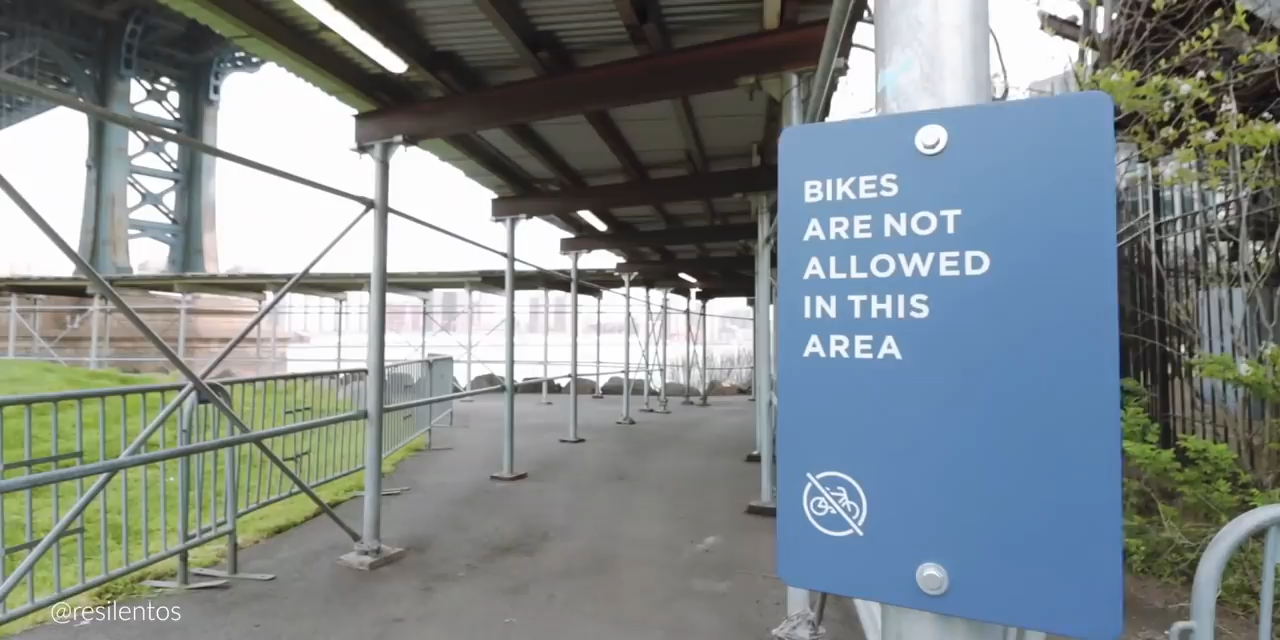 BIKES
ARE NOT
ALLOWED
IN THIS
AREA
@resilentos